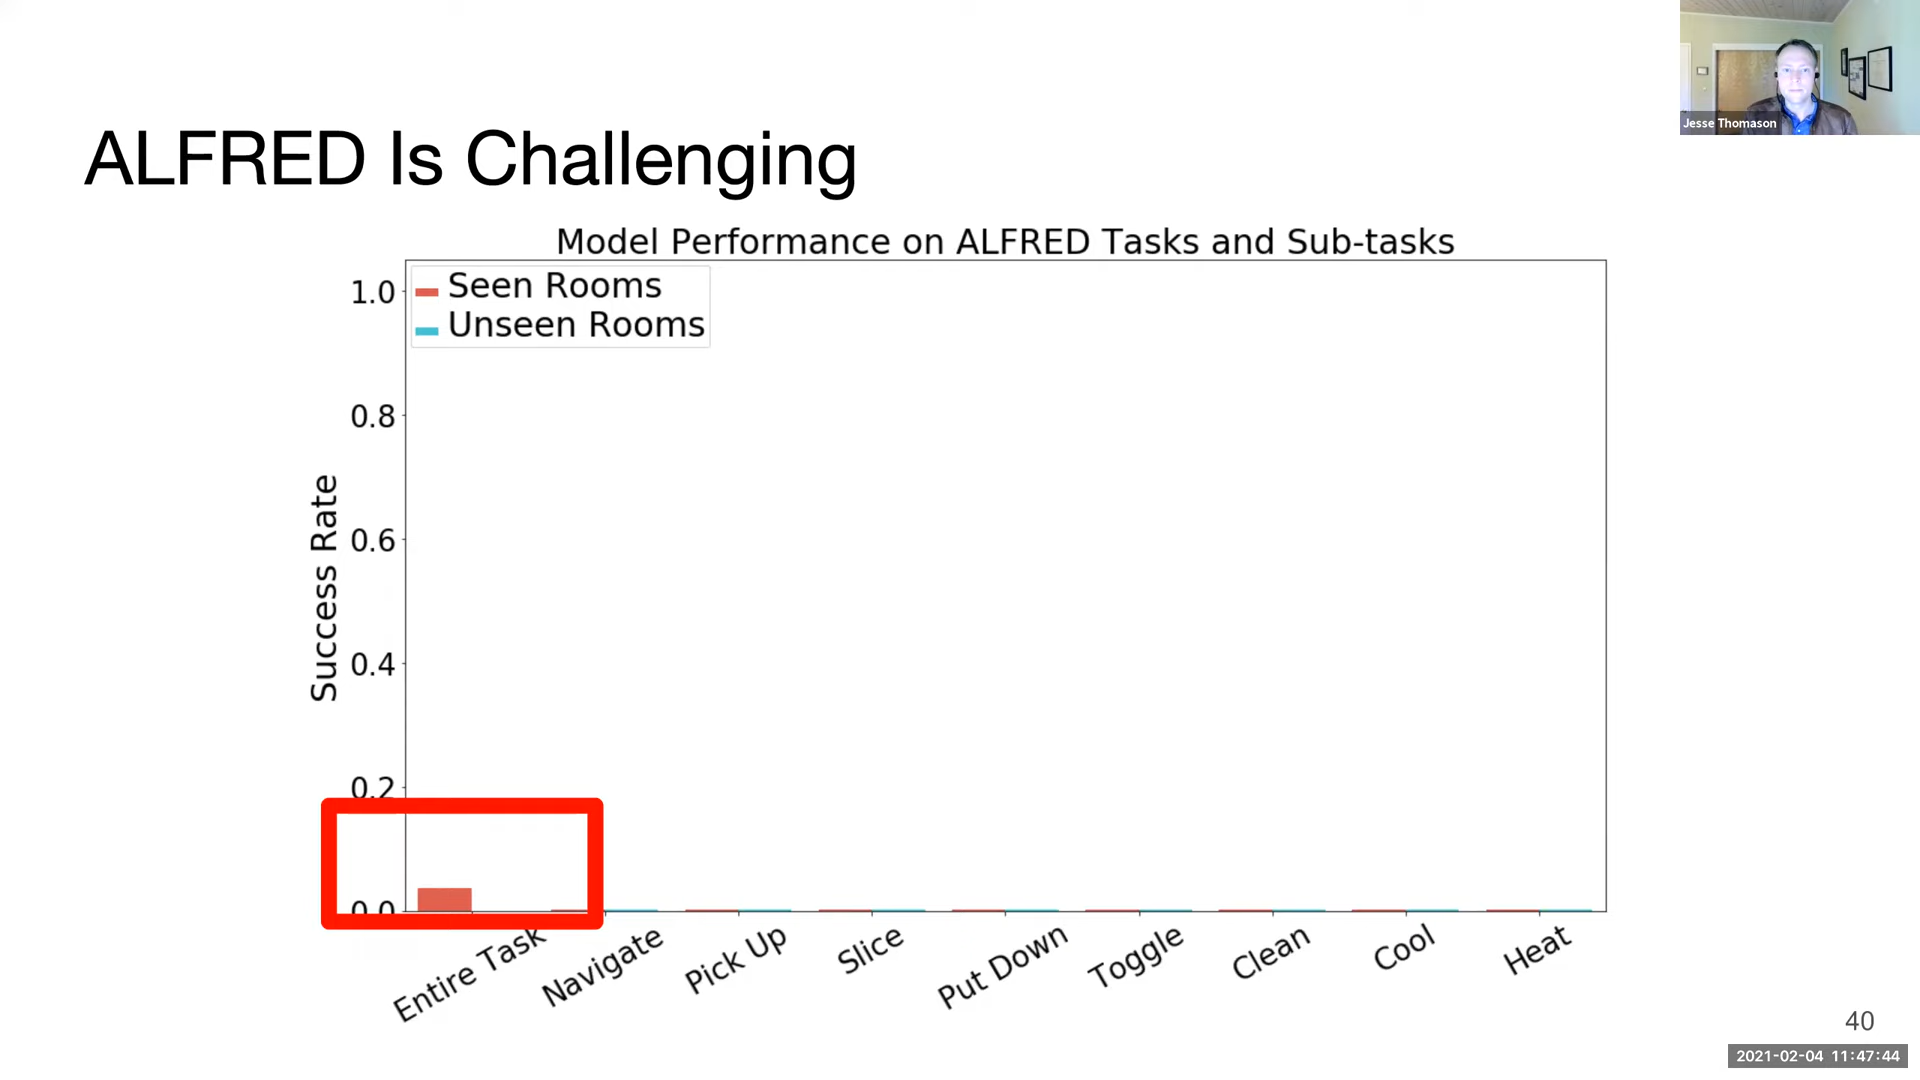 Jesse Thomason
ALFRED Is Challenging
Model Performance on ALFRED Tasks and Sub-tasks
Seen Rooms
Unseen Rooms
1.0
0.8
0.6
0.4
0.2
0.0
Success Rate
Entire Task
Navigate
Pick Up
Slice
Put Down
Toggle
Clean
Cool
Heat
40
2021-02-04 11:47:44